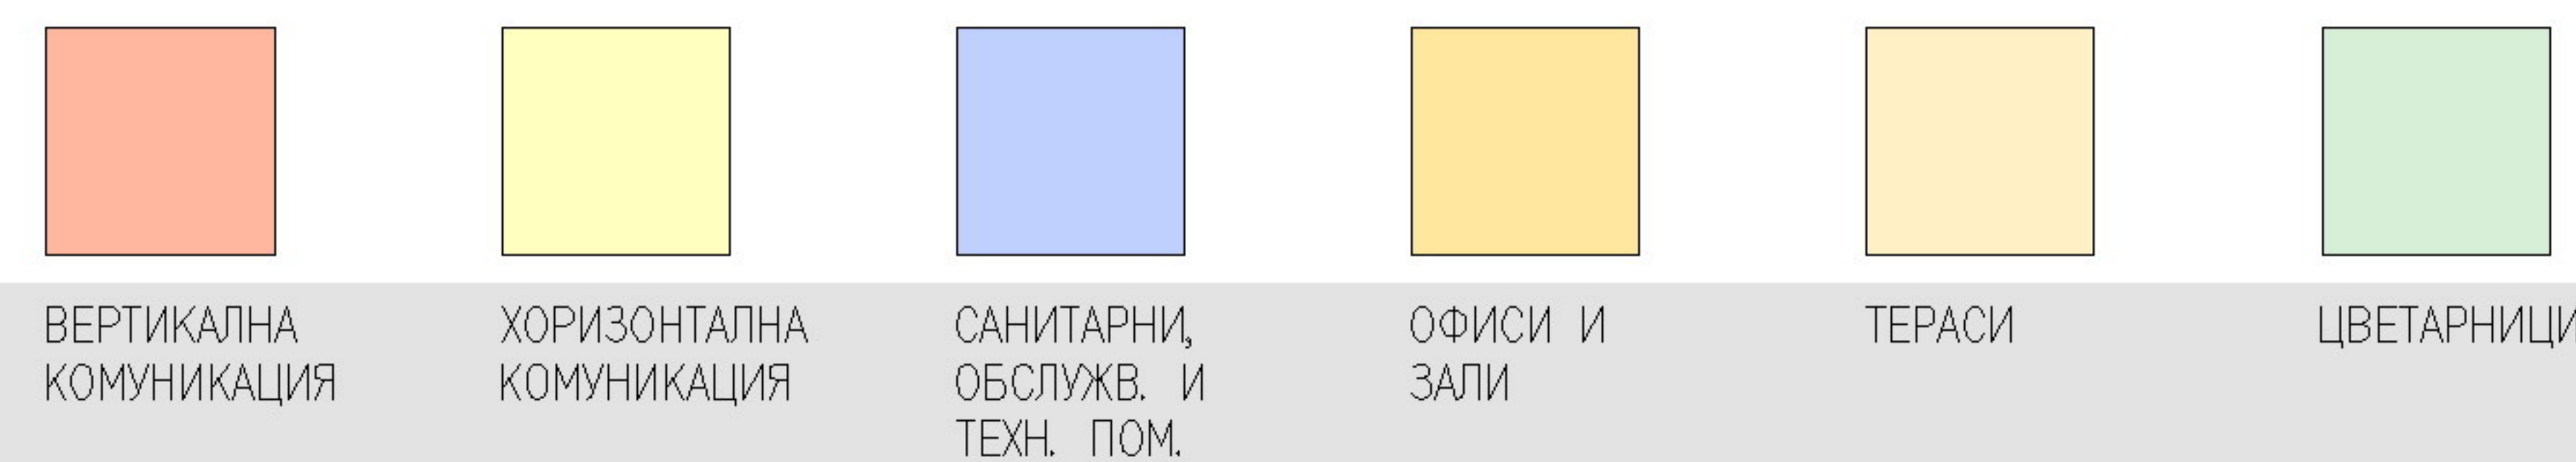 ВЕРТИКАЛНА
КОМУНИКАЦИЯ
ХОРИЗОНТАЛНА
КОМУНИКАЦИЯ
САНИТАРНИ,
ОБСЛУЖВ. И
ТЕХН. ПОМ.
ОФИСИ И
ЗАЛИ
ТЕРАСИ
ЦВЕТАРНИЦИ